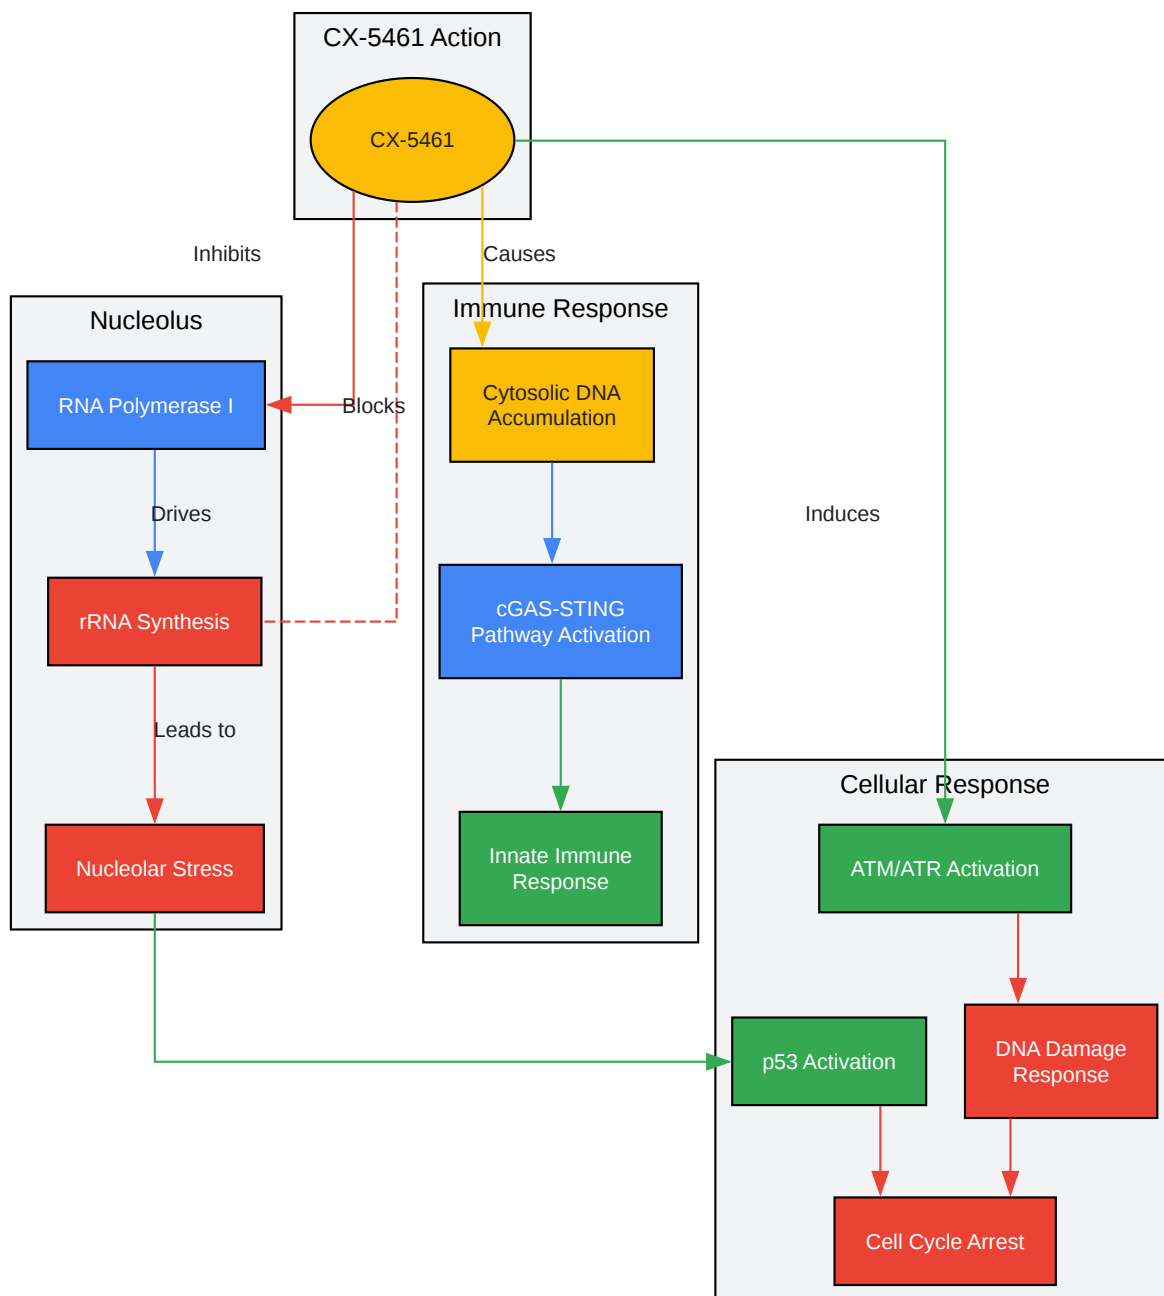 CX-5461 Action
CX-5461
Inhibits
Causes
Nucleolus
RNA Polymerase I
Blocks
Drives
rRNA Synthesis
Leads to
Nucleolar Stress
Immune Response
Cytosolic DNA
Accumulation
cGAS-STING
Pathway Activation
Innate Immune
Response
Induces
Cellular Response
ATM/ATR Activation
p53 Activation
DNA Damage
Response
Cell Cycle Arrest